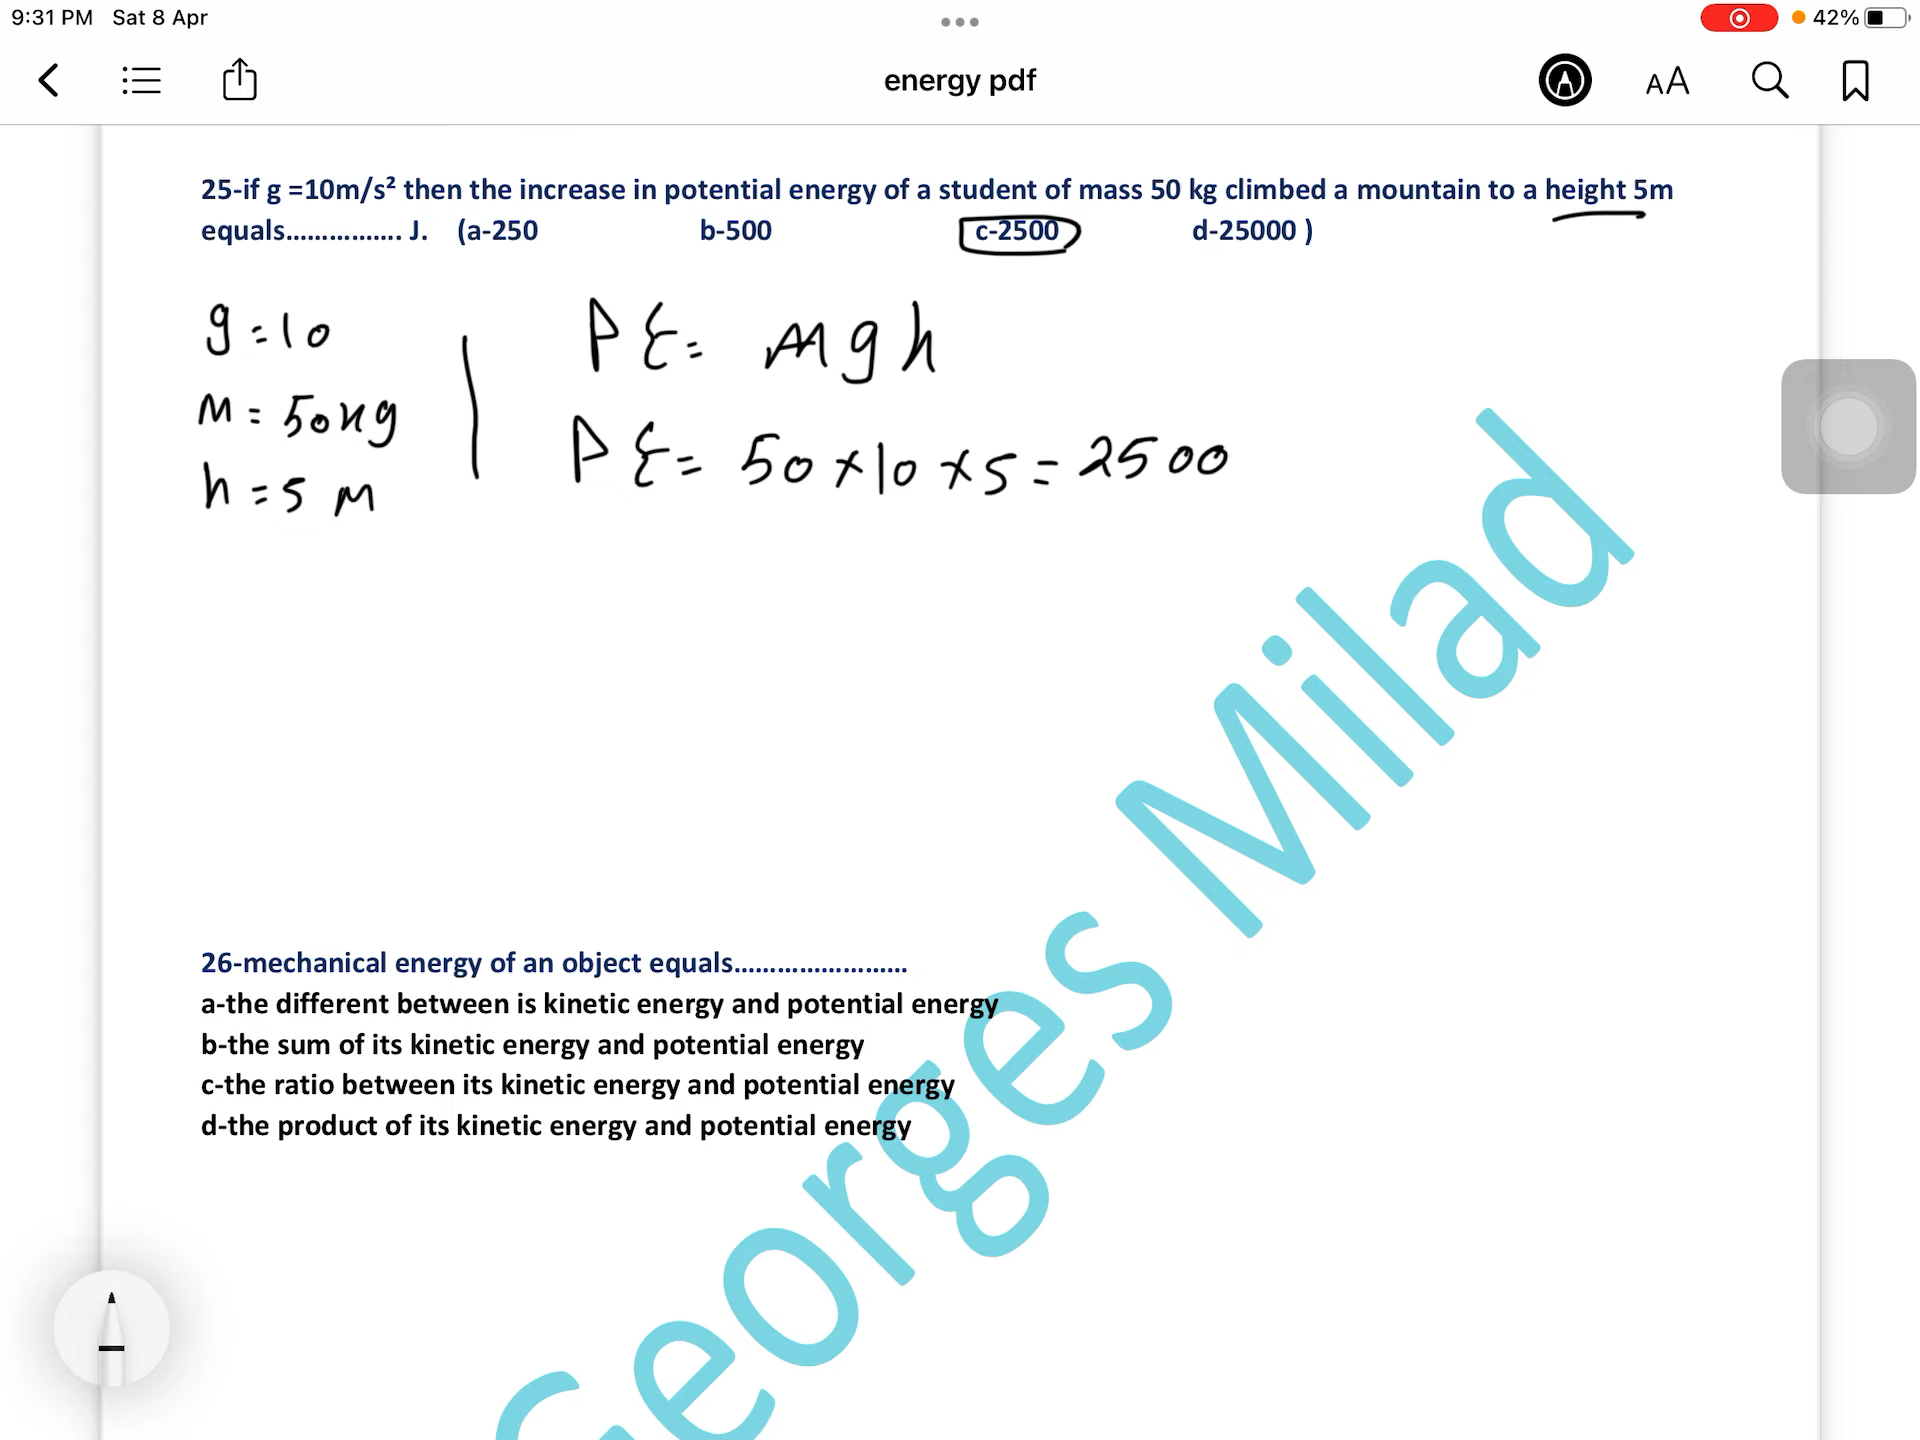 9:31 PM Sat 8 Apr
42%
energy pdf
AA
25-if g =10m/s² then the increase in potential energy of a student of mass 50 kg climbed a mountain to a height 5m
equals................ J. (a-250 b-500 c-2500 d-25000 )
g=10
PE= mgh
M=50kg
PE= 50×10×5=2500
h=5 M
26-mechanical energy of an object equals........................
a-the different between is kinetic energy and potential energy
b-the sum of its kinetic energy and potential energy
c-the ratio between its kinetic energy and potential energy
d-the product of its kinetic energy and potential energy
Georges Milad